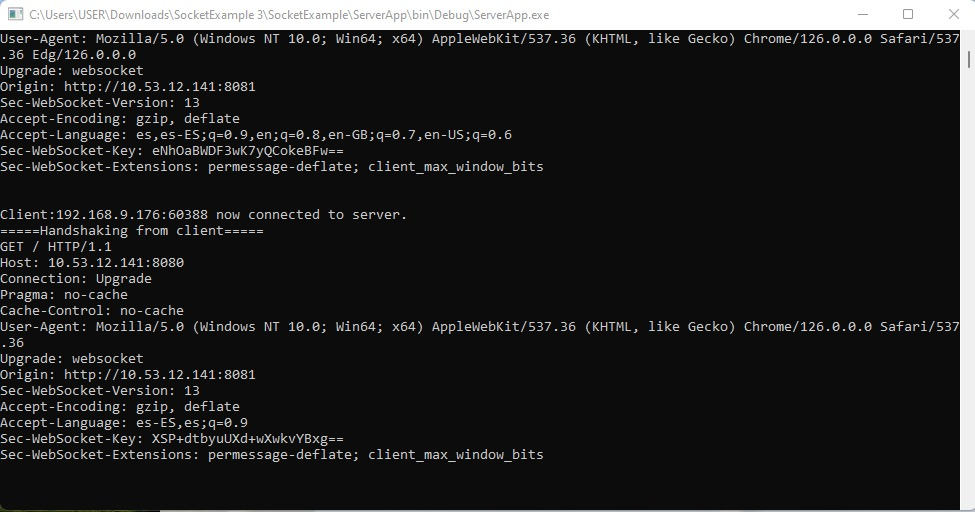 C:\Users\USER\Downloads\SocketExample 3\SocketExample\ServerApp\bin\Debug\ServerApp.exe
User-Agent: Mozilla/5.0 (Windows NT 10.0; Win64; x64) AppleWebKit/537.36 (KHTML, like Gecko) Chrome/126.0.0.0 Safari/537
.36 Edg/126.0.0.0
Upgrade: websocket
Origin: http://10.53.12.141:8081
Sec-WebSocket-Version: 13
Accept-Encoding: gzip, deflate
Accept-Language: es,es-ES;q=0.9,en;q=0.8,en-GB;q=0.7,en-US;q=0.6
Sec-WebSocket-Key: eNhOaBWDF3wK7yQCokeBFw==
Sec-WebSocket-Extensions: permessage-deflate; client_max_window_bits
Client:192.168.9.176:60388 now connected to server.
=====Handshaking from client=====
GET / HTTP/1.1
Host: 10.53.12.141:8080
Connection: Upgrade
Pragma: no-cache
Cache-Control: no-cache
User-Agent: Mozilla/5.0 (Windows NT 10.0; Win64; x64) AppleWebKit/537.36 (KHTML, like Gecko) Chrome/126.0.0.0 Safari/537
.36
Upgrade: websocket
Origin: http://10.53.12.141:8081
Sec-WebSocket-Version: 13
Accept-Encoding: gzip, deflate
Accept-Language: es-ES,es;q=0.9
Sec-WebSocket-Key: XSP+dtbyuUXd+wXwkvYBxg==
Sec-WebSocket-Extensions: permessage-deflate; client_max_window_bits